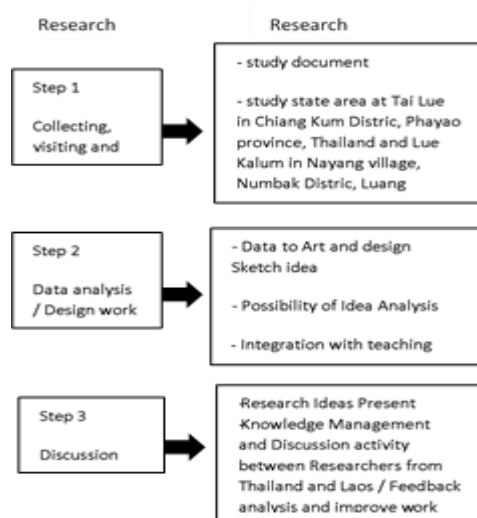 Research
Research
Step 1
Collecting,
visiting and
- study document
- study state area at Tai Lue
in Chiang Kum Distric, Phayao
province, Thailand and Lue
Kalum in Nayang village,
Numbak Distric, Luang
Step 2
Data analysis
/ Design work
- Data to Art and design
Sketch idea
- Possibility of Idea Analysis
- Integration with teaching
Step 3
Discussion
-Research Ideas Present
-Knowledge Management
and Discussion activity
between Researchers from
Thailand and Laos / Feedback
analysis and improve work